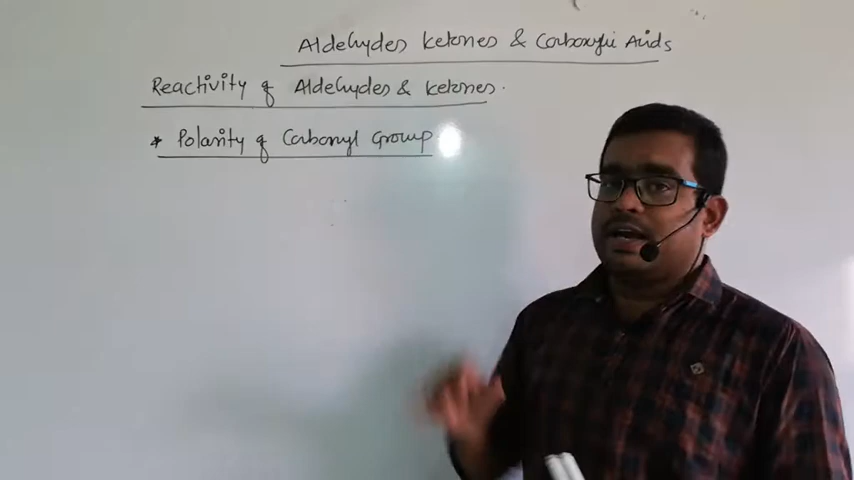 Aldehydes ketones & Carboxylic Acids
Reactivity of Aldehydes & ketones.
* Polarity of Carbonyl Group